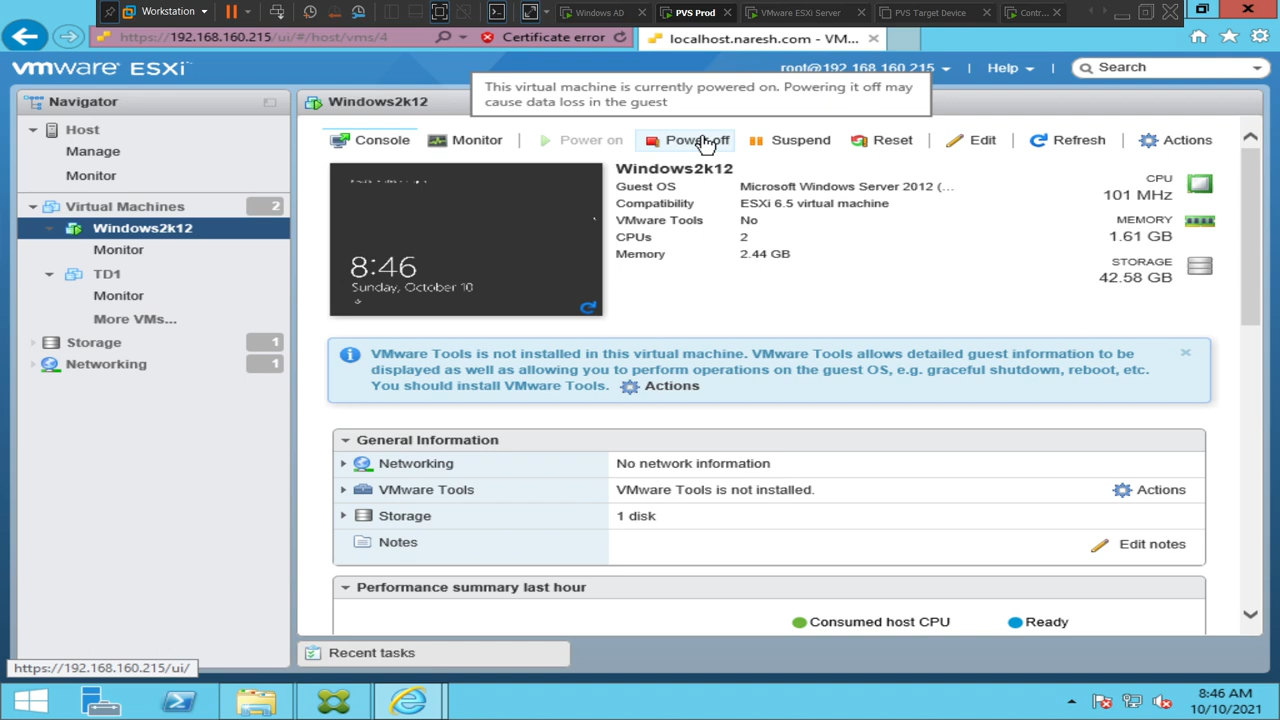 Workstation
Windows AD
PVS Prod
VMware ESXi Server
PVS Target Device
Contr...
https://192.168.160.215/ui/#/host/vms/4
Certificate error
localhost.naresh.com - VM...
vmware ESXi
root@192.168.160.215
Help
Search
Navigator
Windows2k12
This virtual machine is currently powered on. Powering it off may
cause data loss in the guest
Host
Manage
Monitor
Virtual Machines
2
Windows2k12
Monitor
TD1
Monitor
More VMs...
Storage
1
Networking
1
Console
Monitor
Power on
Power off
Suspend
Reset
Edit
Refresh
Actions
8:46
Sunday, October 10
Windows2k12
Guest OS Microsoft Windows Server 2012 (...
Compatibility ESXi 6.5 virtual machine
VMware Tools No
CPUs 2
Memory 2.44 GB
CPU
101 MHz
MEMORY
1.61 GB
STORAGE
42.58 GB
VMware Tools is not installed in this virtual machine. VMware Tools allows detailed guest information to be
displayed as well as allowing you to perform operations on the guest OS, e.g. graceful shutdown, reboot, etc.
You should install VMware Tools. Actions
General Information
Networking No network information
VMware Tools VMware Tools is not installed. Actions
Storage 1 disk
Notes Edit notes
Performance summary last hour
Consumed host CPU Ready
Recent tasks
https://192.168.160.215/ui/
8:46 AM
10/10/2021